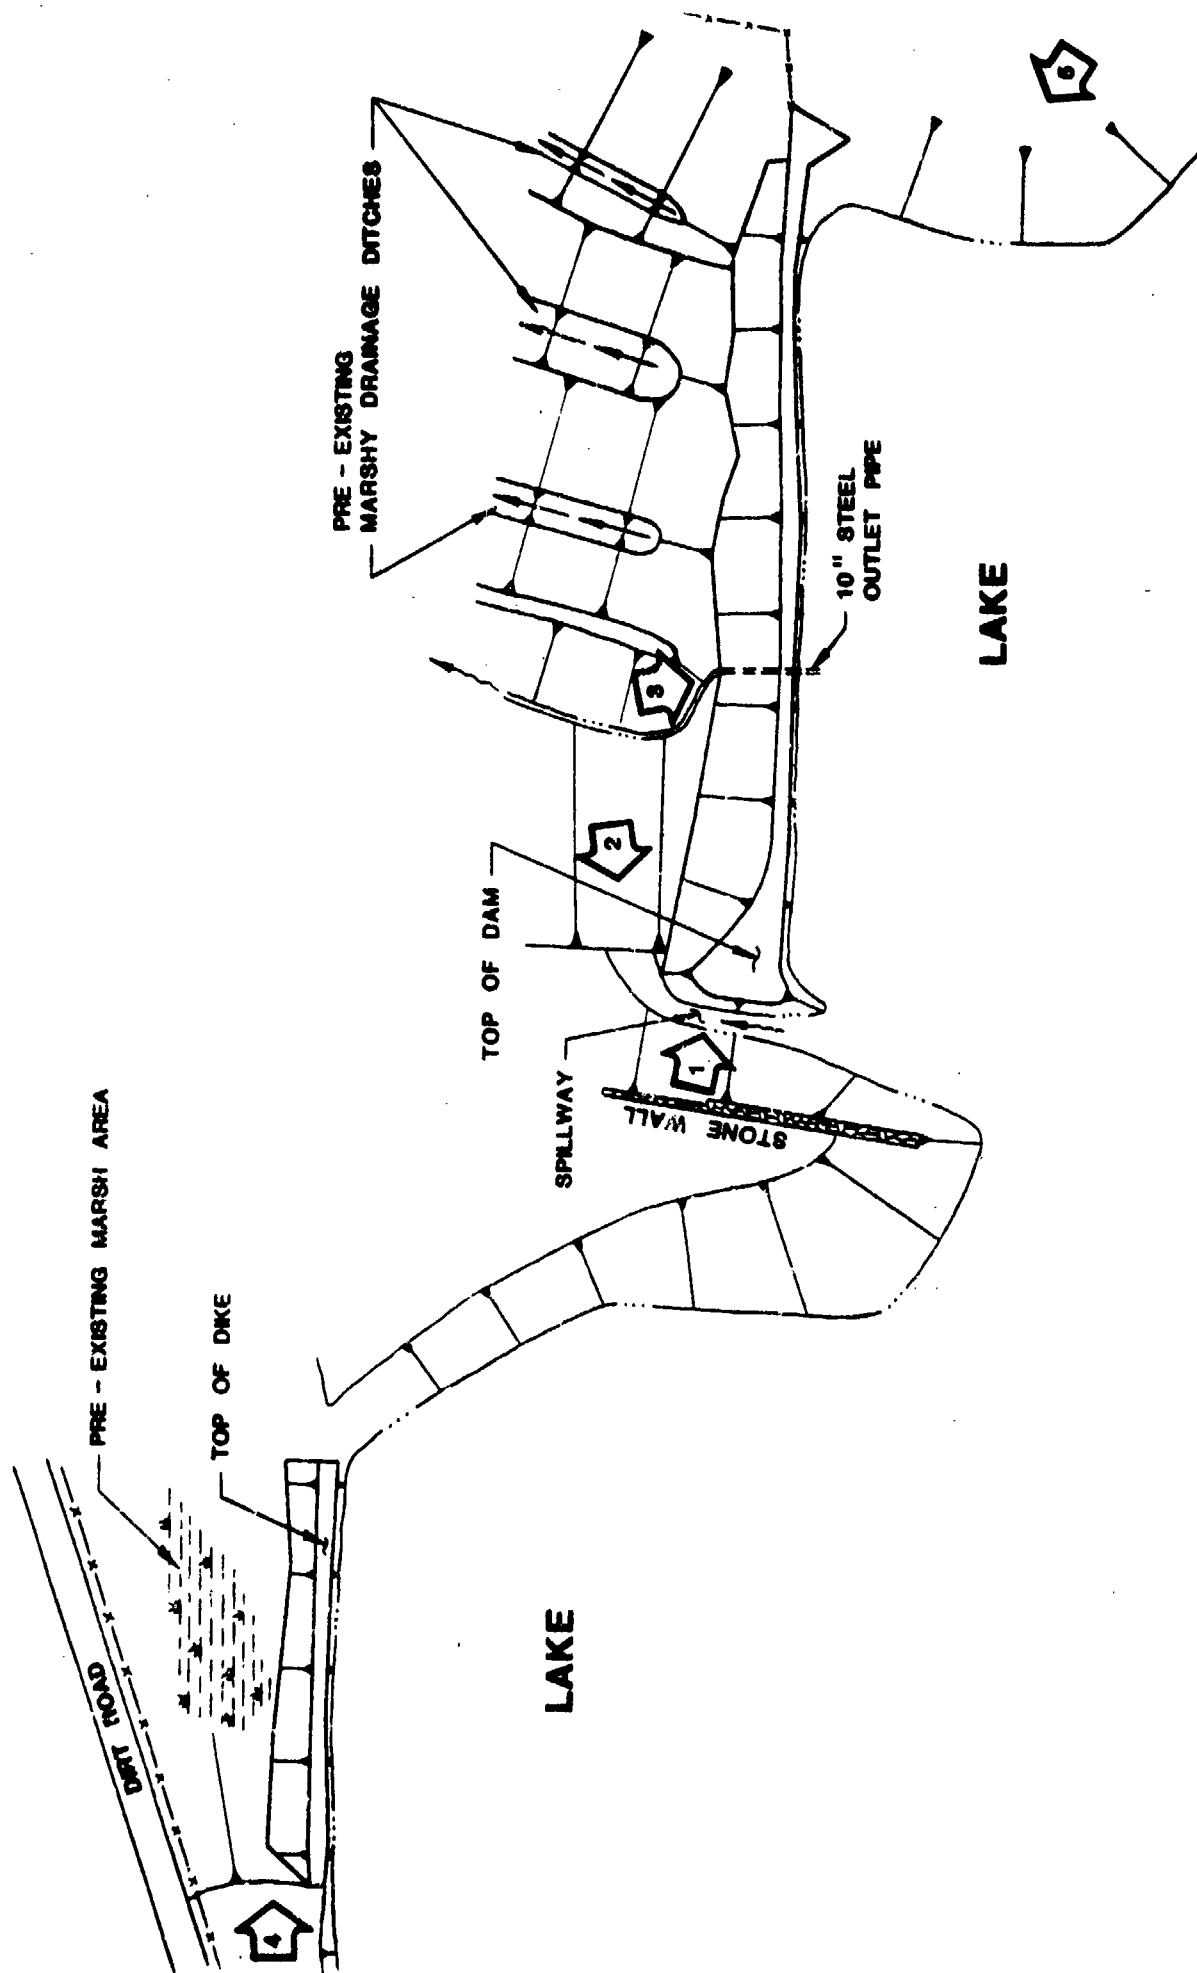 PRE - EXISTING
MARSHY DRAINAGE DITCHES
PRE - EXISTING MARSH AREA
TOP OF DAM
SPILLWAY
STONE WALL
TOP OF DIKE
DIRT ROAD
10" STEEL
OUTLET PIPE
LAKE
LAKE
1
2
3
4
5